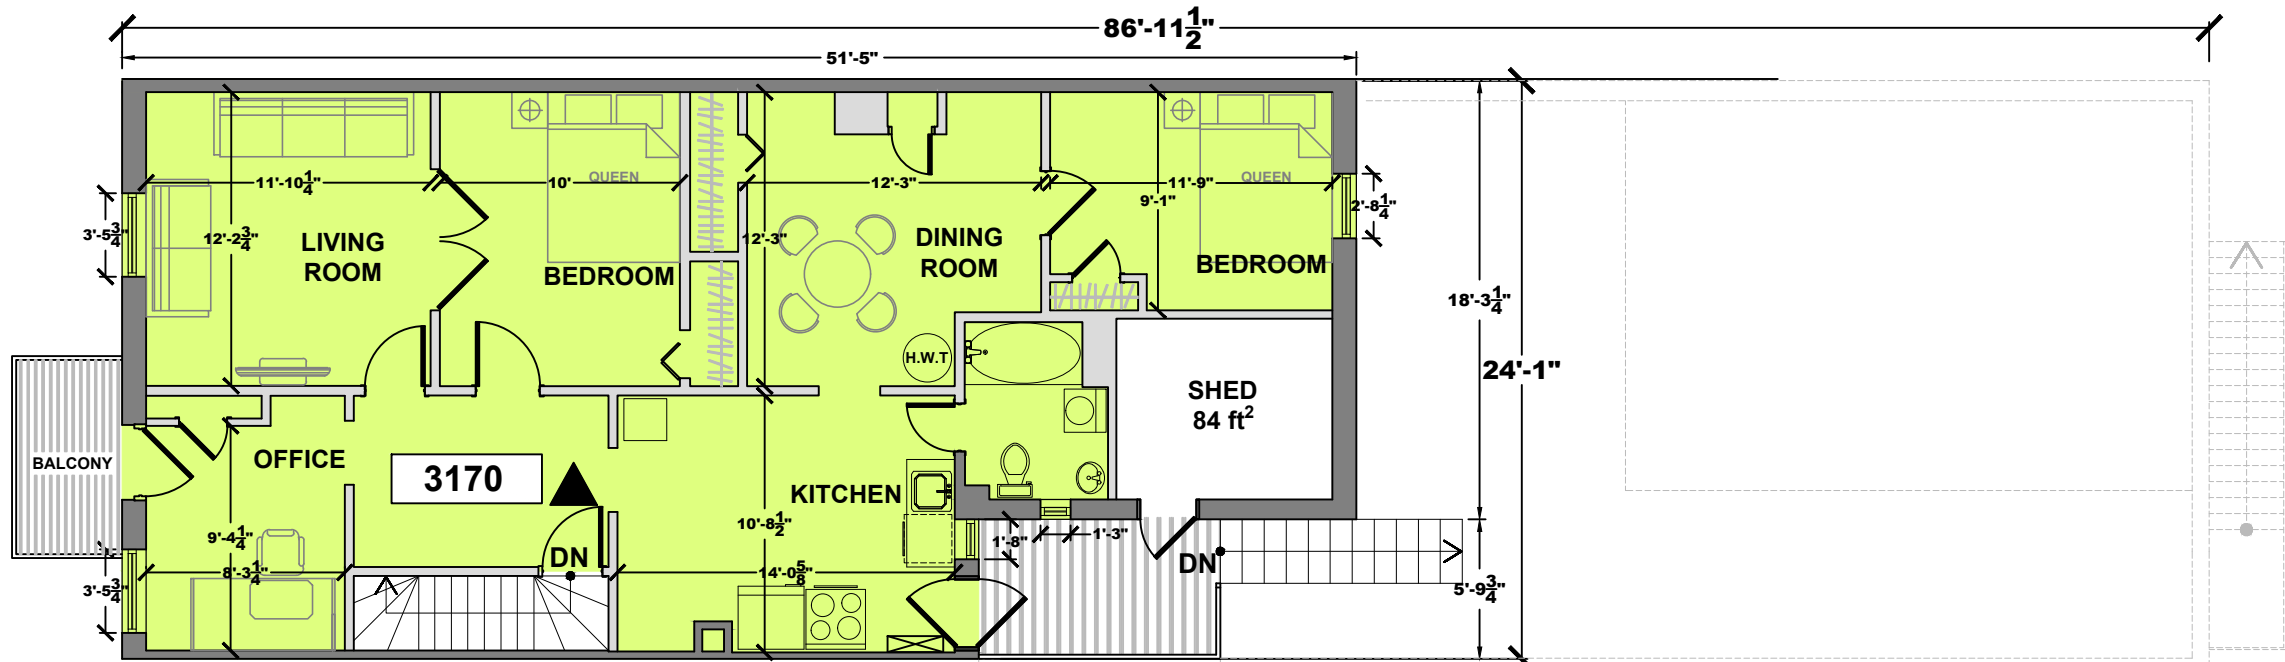 86'-11 1/2"
51'-5"
11'-10 1/4"
10'
QUEEN
12'-3"
11'-9"
QUEEN
9'-1"
2'-8 1/4"
3'-5 3/4"
12'-2 3/4"
LIVING
ROOM
BEDROOM
12'-3"
DINING
ROOM
BEDROOM
18'-3 1/4"
24'-1"
H.W.T
SHED
84 ft²
BALCONY
OFFICE
3170
KITCHEN
10'-8 1/2"
9'-4 1/4"
8'-3 1/4"
3'-5 3/4"
DN
14'-0 5/8"
1'-8"
1'-3"
DN
5'-9 3/4"